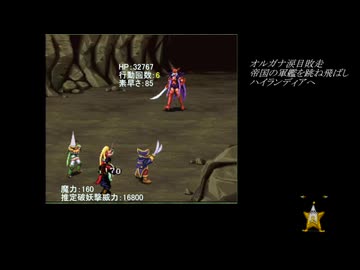 HP:32767
行動回数:6
素早さ:85
70
魔力:160
推定破妖撃威力:16800
オルガナ涙目敗走
帝国の軍艦を跳ね飛ばし
ハイランディアへ